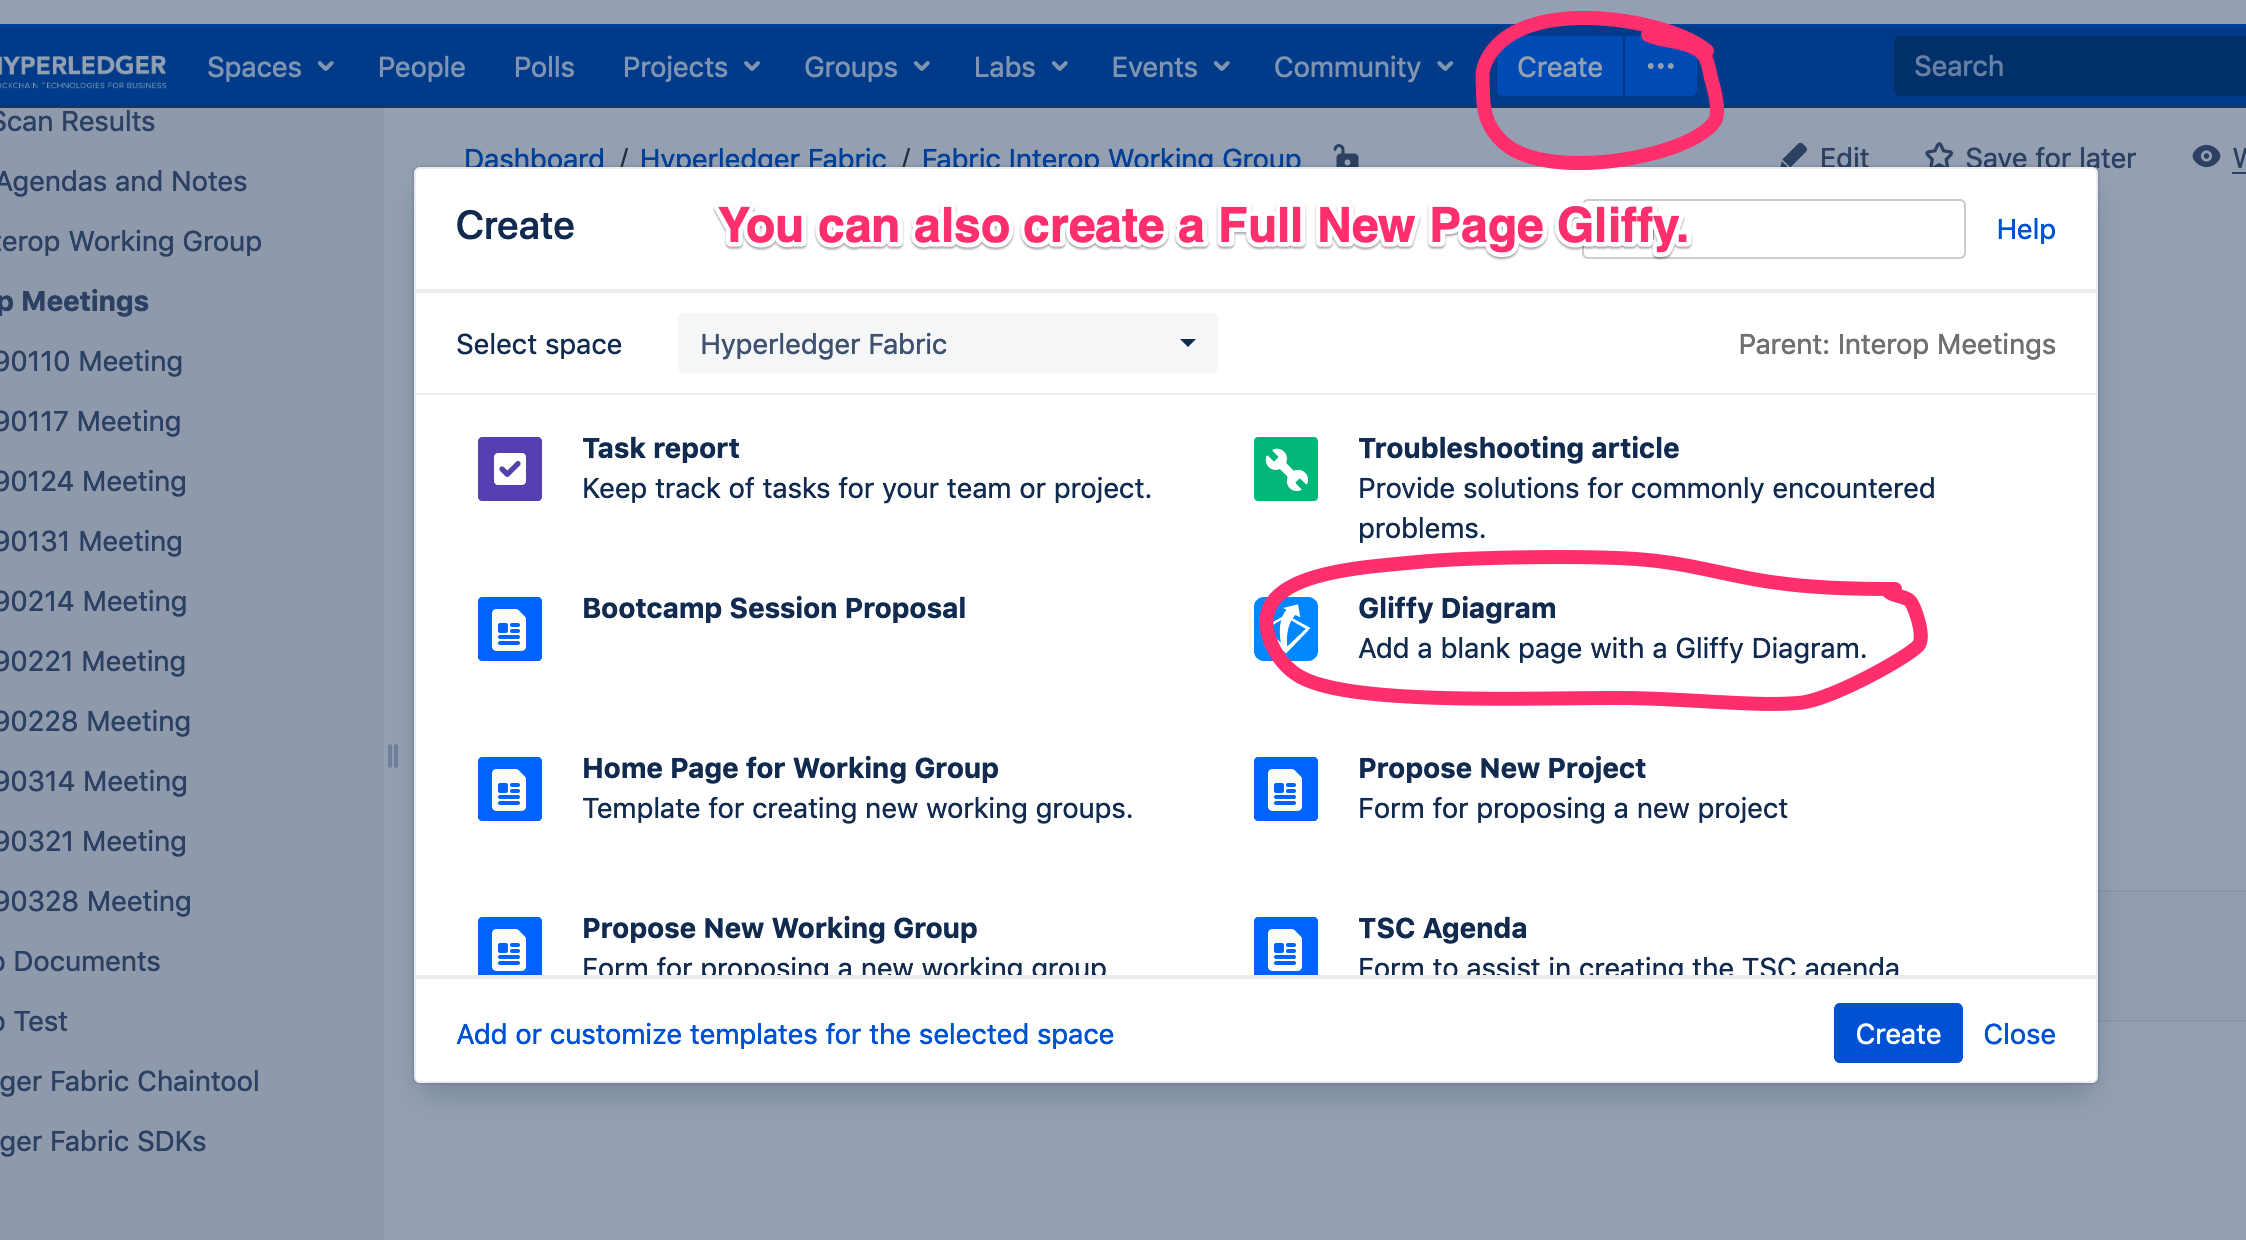 HYPERLEDGER Spaces People Polls Projects Groups Labs Events Community Create ··· Search
BLOCKCHAIN TECHNOLOGIES FOR BUSINESS
Scan Results
Agendas and Notes
terop Working Group
p Meetings
90110 Meeting
90117 Meeting
90124 Meeting
90131 Meeting
90214 Meeting
90221 Meeting
90228 Meeting
90314 Meeting
90321 Meeting
90328 Meeting
Documents
Test
ger Fabric Chaintool
ger Fabric SDKs
Dashboard / Hyperledger Fabric / Fabric Interop Working Group
Edit Save for later W
Create You can also create a Full New Page Gliffy. Help
Select space Hyperledger Fabric Parent: Interop Meetings
Task report
Keep track of tasks for your team or project.
Troubleshooting article
Provide solutions for commonly encountered
problems.
Bootcamp Session Proposal
Gliffy Diagram
Add a blank page with a Gliffy Diagram.
Home Page for Working Group
Template for creating new working groups.
Propose New Project
Form for proposing a new project
Propose New Working Group
Form for proposing a new working group
TSC Agenda
Form to assist in creating the TSC agenda
Add or customize templates for the selected space Create Close